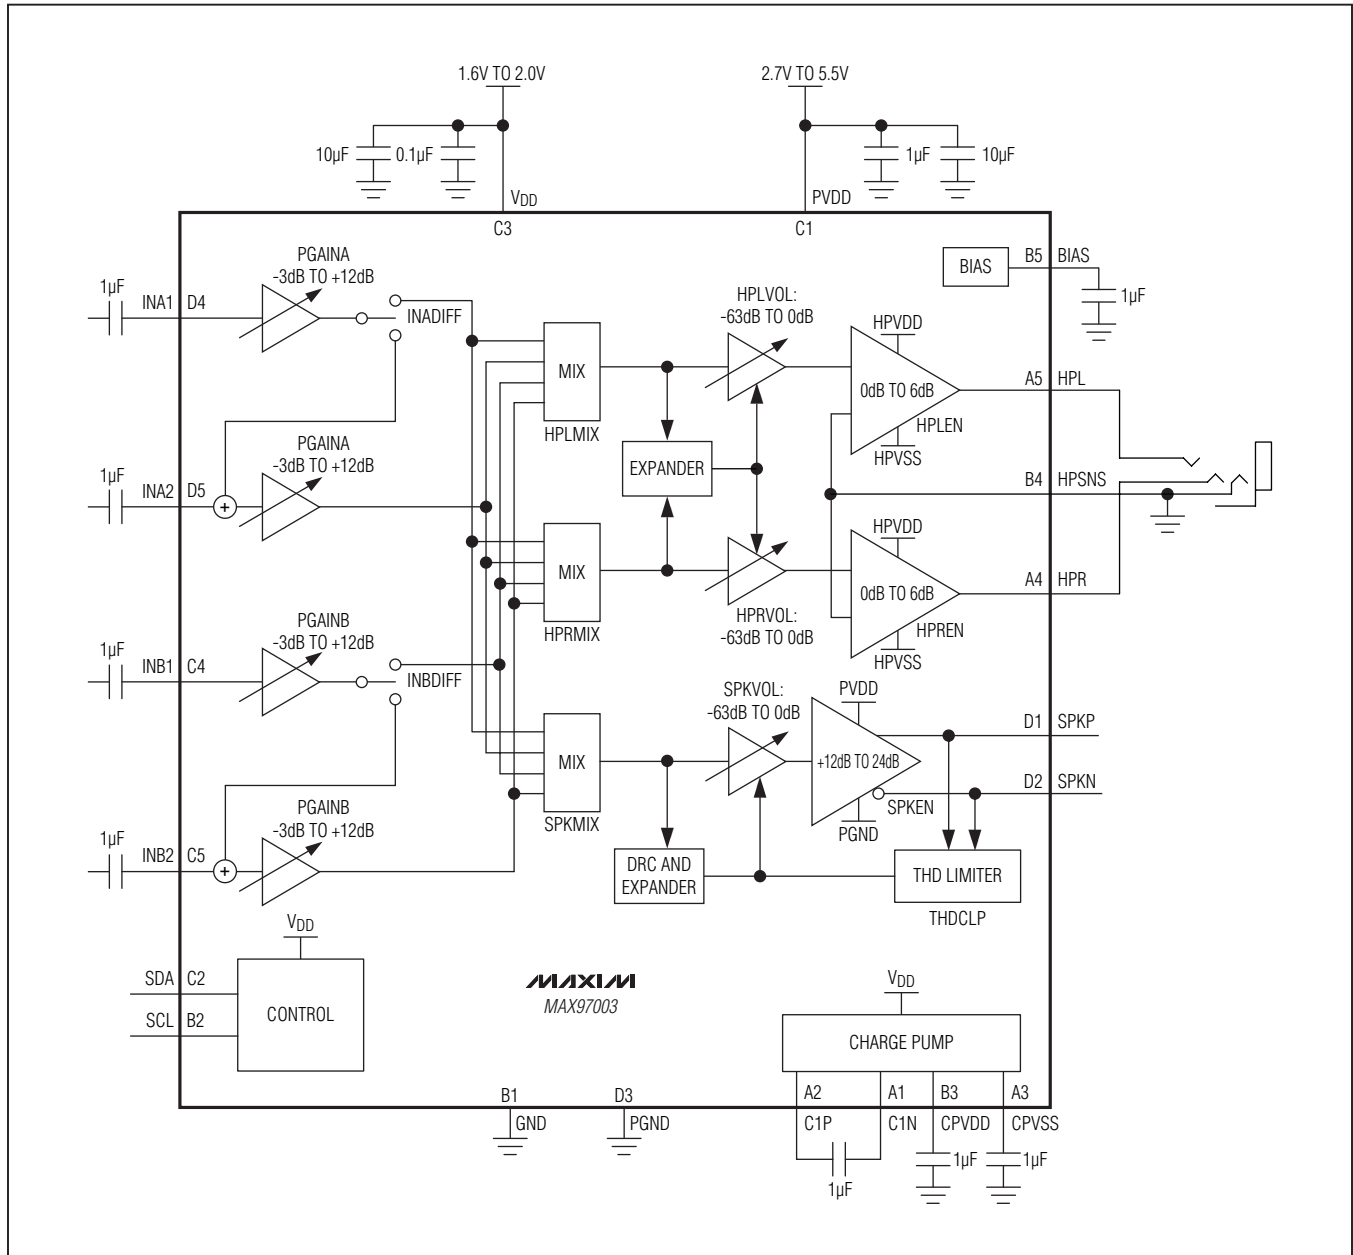 1.6V TO 2.0V
2.7V TO 5.5V
10µF
0.1µF
1µF
10µF
VDD
PVDD
C3
C1
PGAINA
-3dB TO +12dB
BIAS
B5
BIAS
1µF
1µF
INA1
D4
INADIFF
HPLVOL:
-63dB TO 0dB
HPVDD
MIX
0dB TO 6dB
A5
HPL
HPLEN
HPLMIX
HPVSS
PGAINA
-3dB TO +12dB
EXPANDER
1µF
INA2
D5
+
B4
HPSNS
HPVDD
MIX
0dB TO 6dB
A4
HPR
HPREN
HPRMIX
HPRVOL:
-63dB TO 0dB
HPVSS
PGAINB
-3dB TO +12dB
1µF
INB1
C4
INBDIFF
SPKVOL:
-63dB TO 0dB
PVDD
D1
SPKP
MIX
+12dB TO 24dB
D2
SPKN
SPKEN
SPKMIX
PGND
PGAINB
-3dB TO +12dB
1µF
INB2
C5
+
DRC AND
EXPANDER
THD LIMITER
THDCLP
VDD
SDA
C2
CONTROL
SCL
B2
MAXIM
MAX97003
VDD
CHARGE PUMP
B1
D3
A2
A1
B3
A3
GND
PGND
C1P
C1N
CPVDD
CPVSS
1µF
1µF
1µF